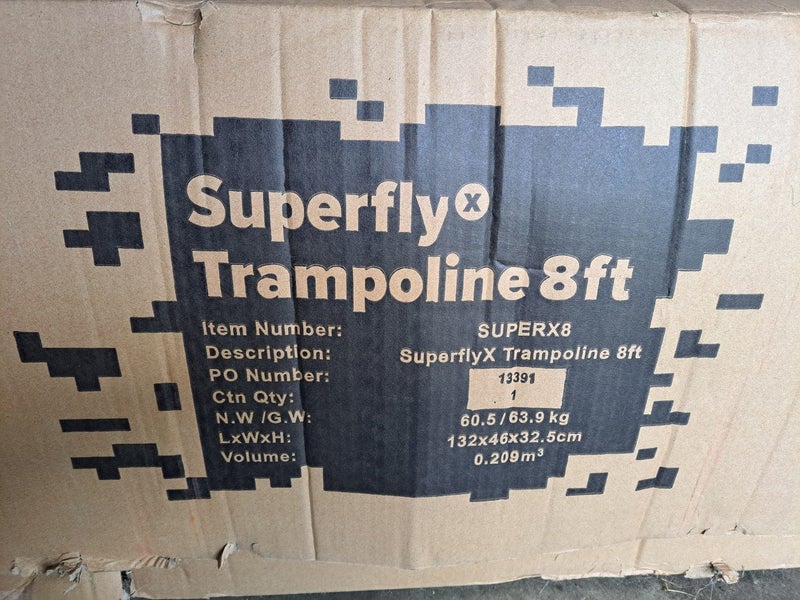 Superfly x
Trampoline 8ft
Item Number: SUPERX8
Description: SuperflyX Trampoline 8ft
PO Number: 13391
Ctn Qty: 1
N.W /G.W: 60.5/63.9 kg
LxWxH: 132x46x32.5cm
Volume: 0.209m³